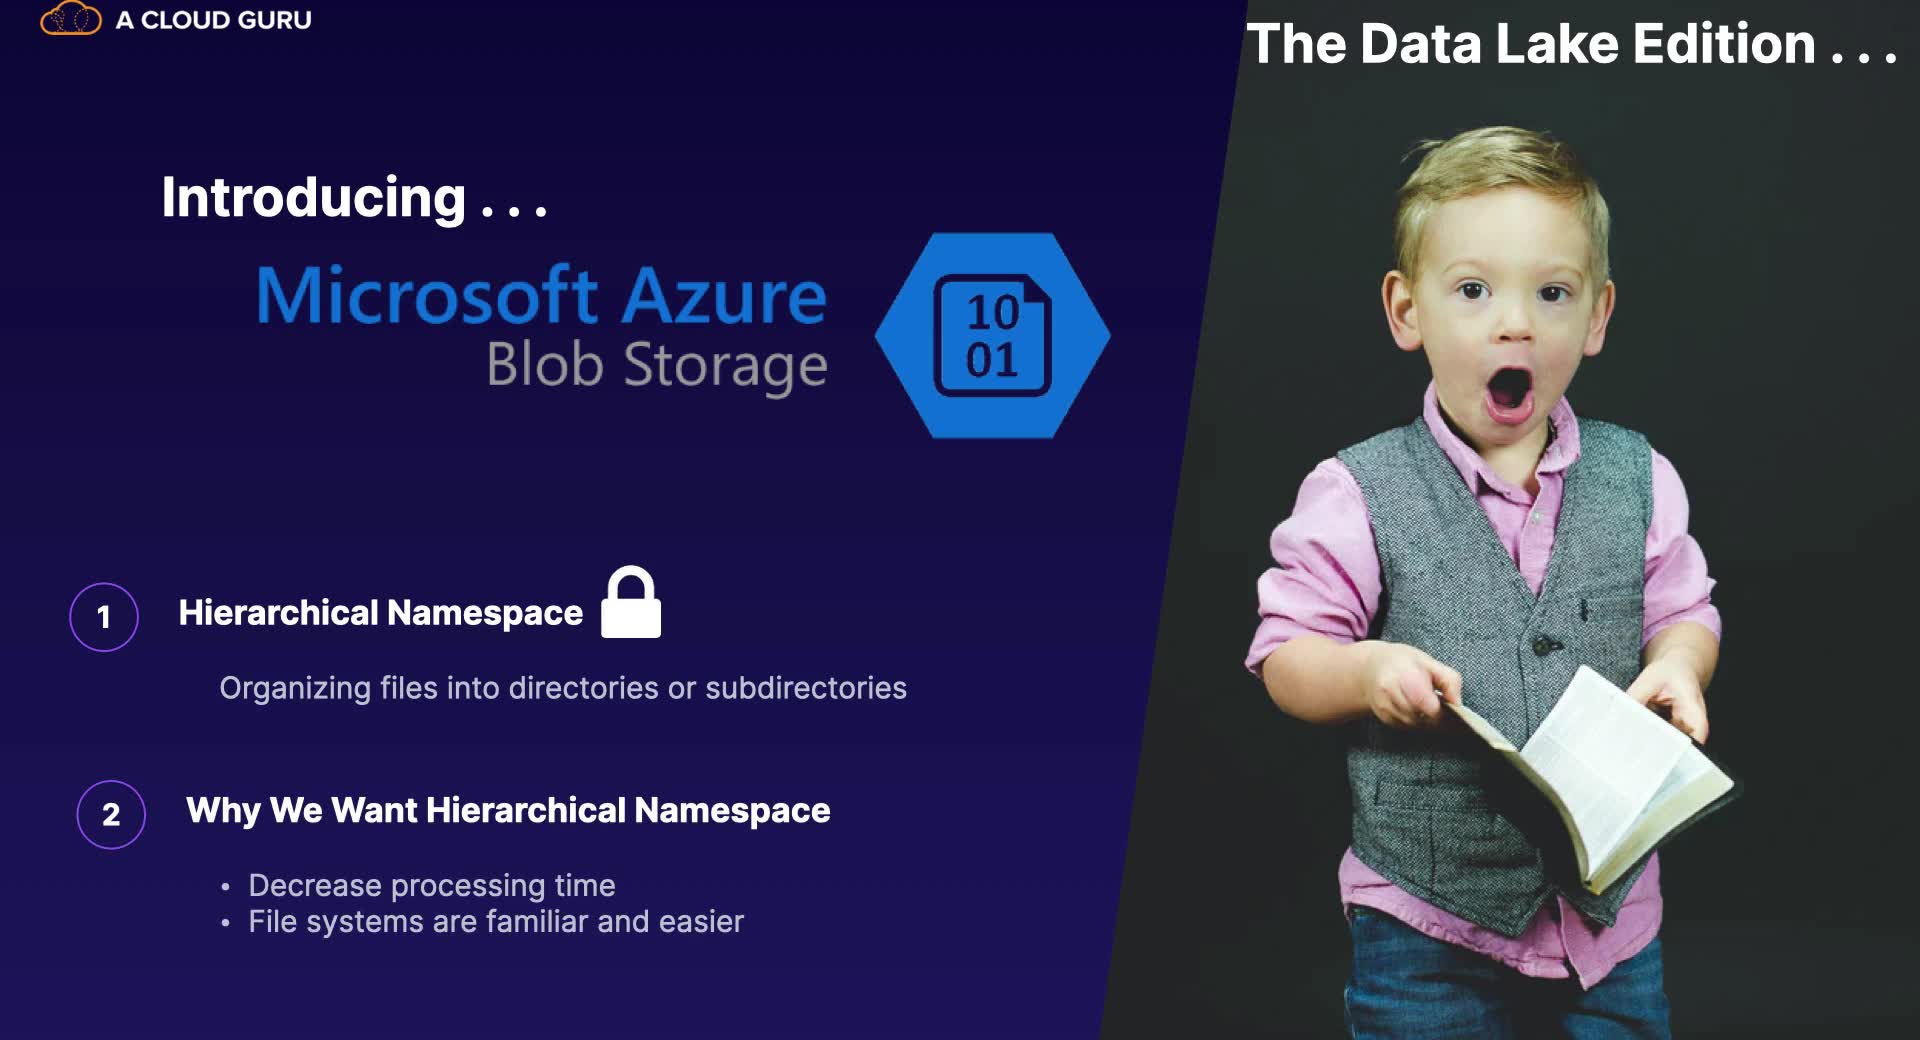 A CLOUD GURU
The Data Lake Edition . . .
Introducing . . .
Microsoft Azure
Blob Storage
10
01
1
Hierarchical Namespace
Organizing files into directories or subdirectories
2
Why We Want Hierarchical Namespace
• Decrease processing time
• File systems are familiar and easier